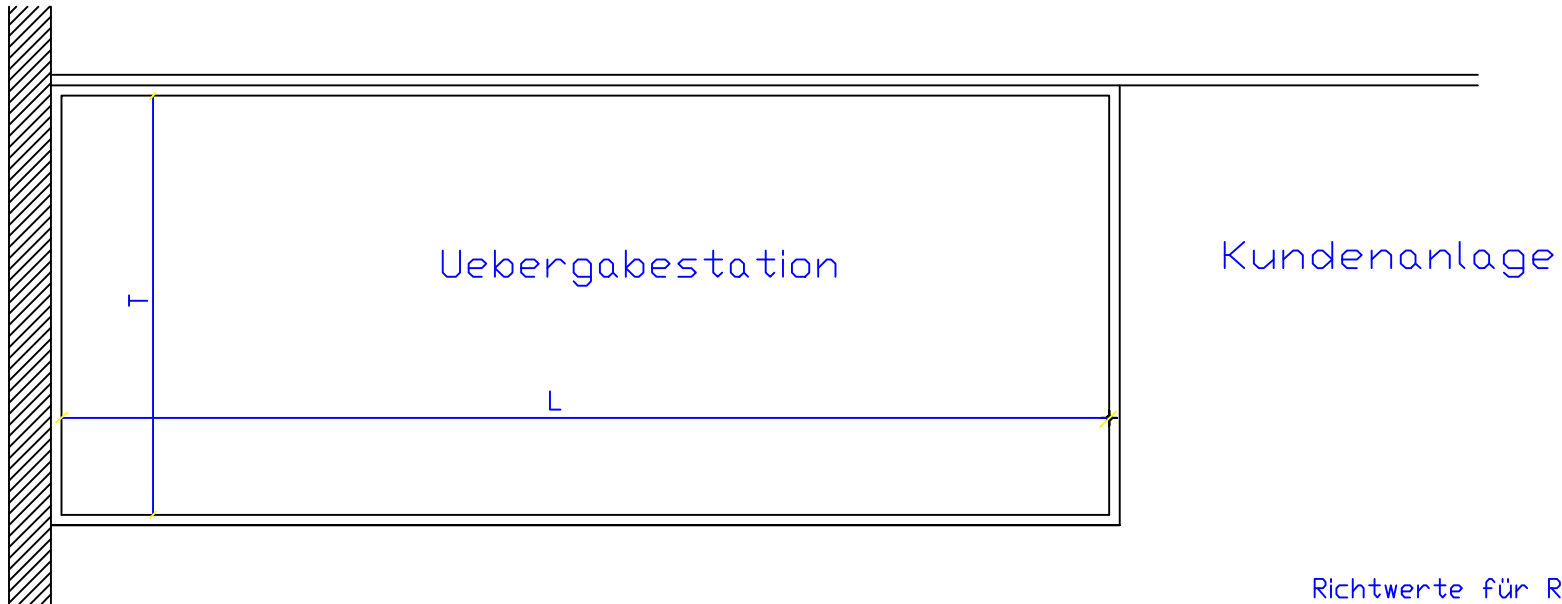 Uebergabestation
Kundenanlage
T
L
Richtwerte für R